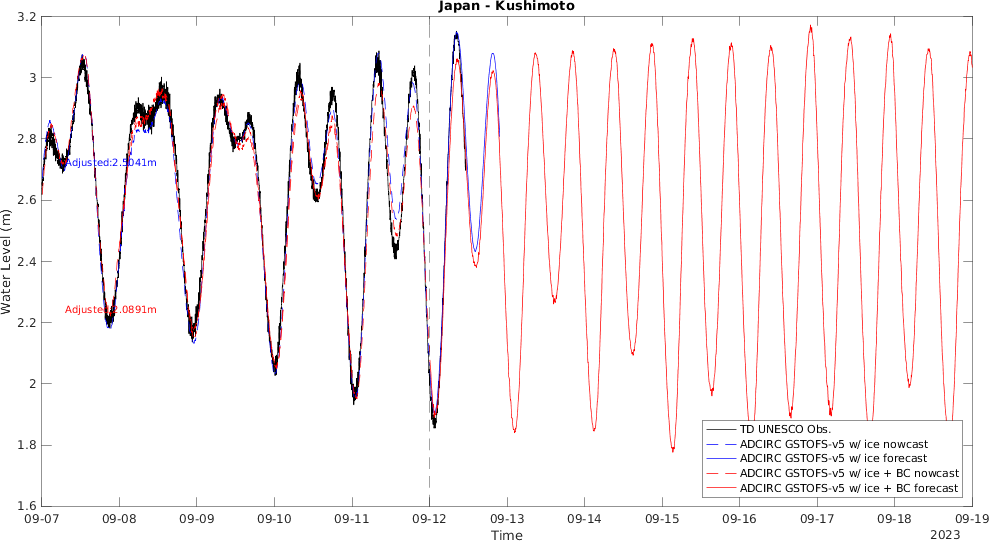 Japan - Kushimoto
3.2
3
2.8
2.6
2.4
2.2
2
1.8
1.6
Water Level (m)
Adjusted:2.5041m
Adjusted:2.0891m
TD UNESCO Obs.
ADCIRC GSTOFS-v5 w/ ice nowcast
ADCIRC GSTOFS-v5 w/ ice forecast
ADCIRC GSTOFS-v5 w/ ice + BC nowcast
ADCIRC GSTOFS-v5 w/ ice + BC forecast
09-07 09-08 09-09 09-10 09-11 09-12 09-13 09-14 09-15 09-16 09-17 09-18 09-19
Time
2023